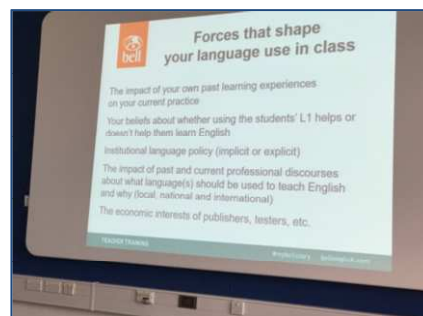 bell
Forces that shape
your language use in class
The impact of your own past learning experiences
on your current practice
Your beliefs about whether using the students' L1 helps or
doesn't help them learn English
Institutional language policy (implicit or explicit)
The impact of past and current professional discourses
about what language(s) should be used to teach English
and why (local, national and international)
The economic interests of publishers, testers, etc.
TEACHER TRAINING